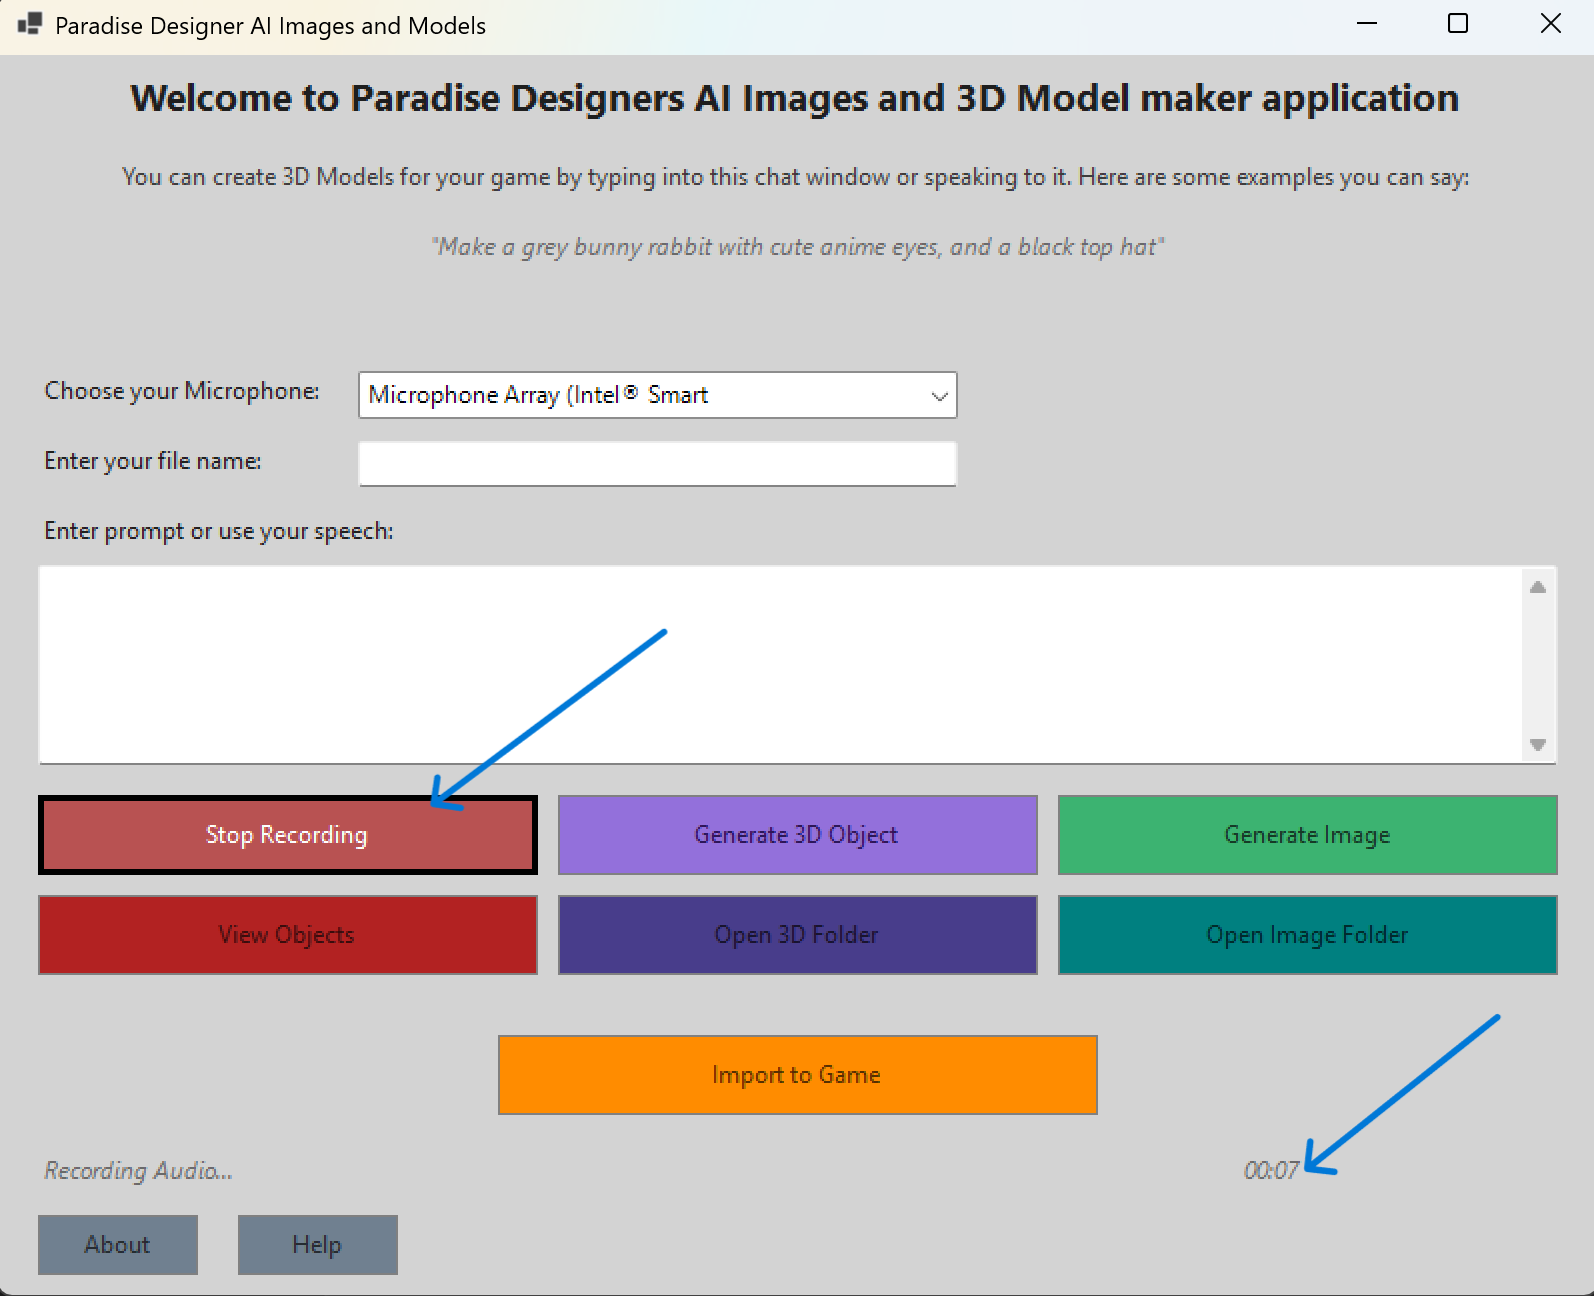 Paradise Designer AI Images and Models
Welcome to Paradise Designers AI Images and 3D Model maker application
You can create 3D Models for your game by typing into this chat window or speaking to it. Here are some examples you can say:
"Make a grey bunny rabbit with cute anime eyes, and a black top hat"
Choose your Microphone: Microphone Array (Intel® Smart
Enter your file name:
Enter prompt or use your speech:
Stop Recording Generate 3D Object Generate Image
View Objects Open 3D Folder Open Image Folder
Import to Game
Recording Audio... 00:07
About Help